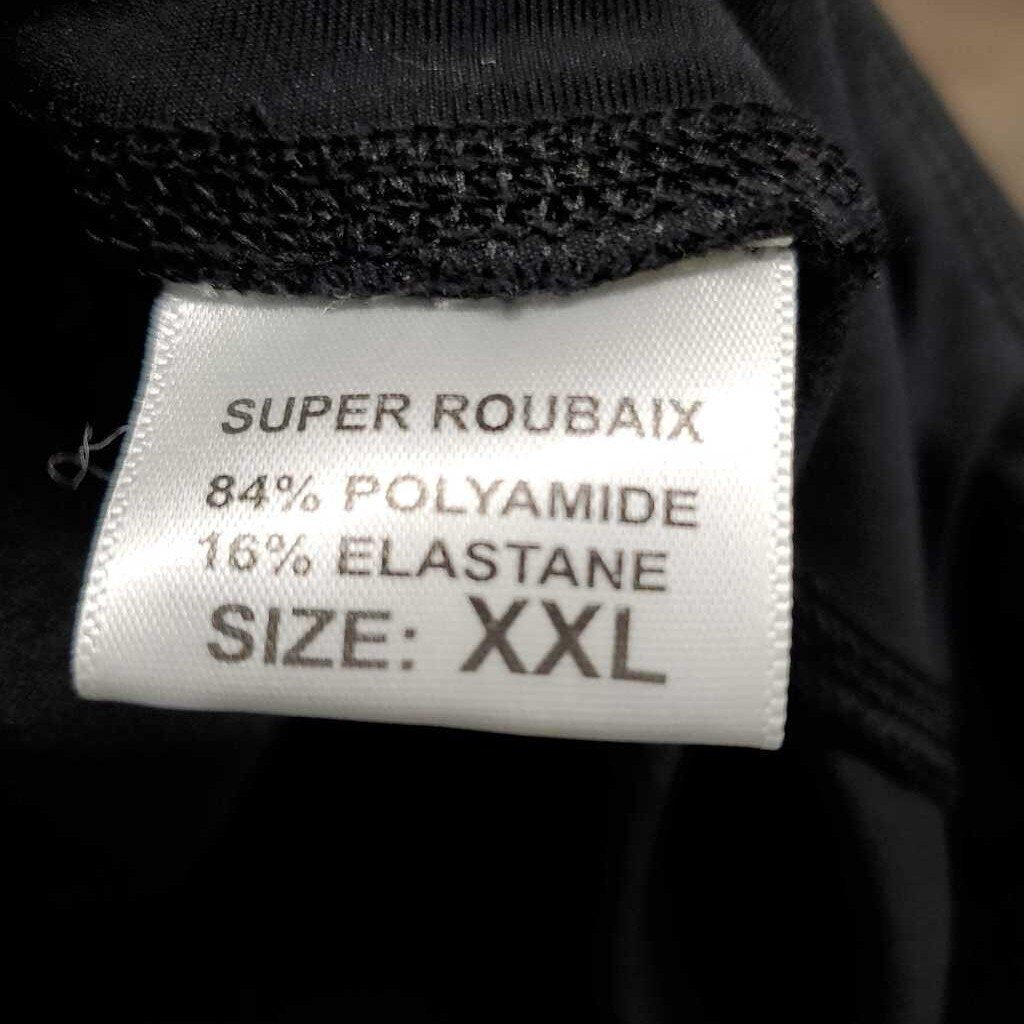 SUPER ROUBAIX
84% POLYAMIDE
16% ELASTANE
SIZE: XXL